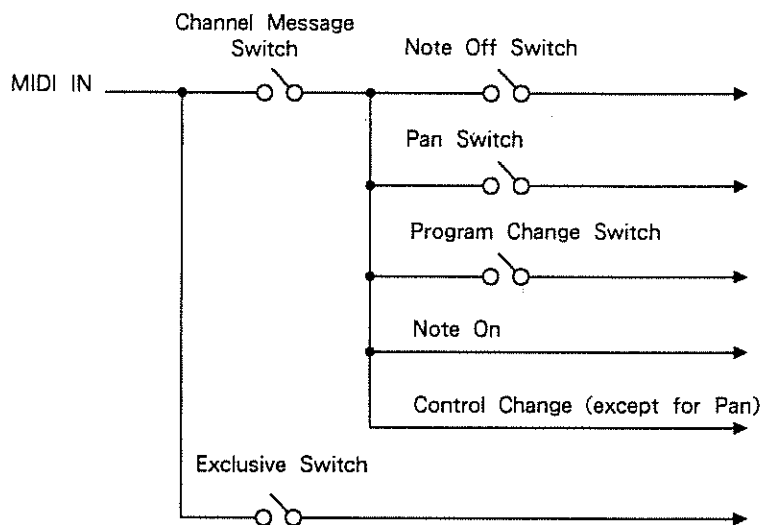 Channel Message
Switch
Note Off Switch
MIDI IN
Pan Switch
Program Change Switch
Note On
Control Change (except for Pan)
Exclusive Switch